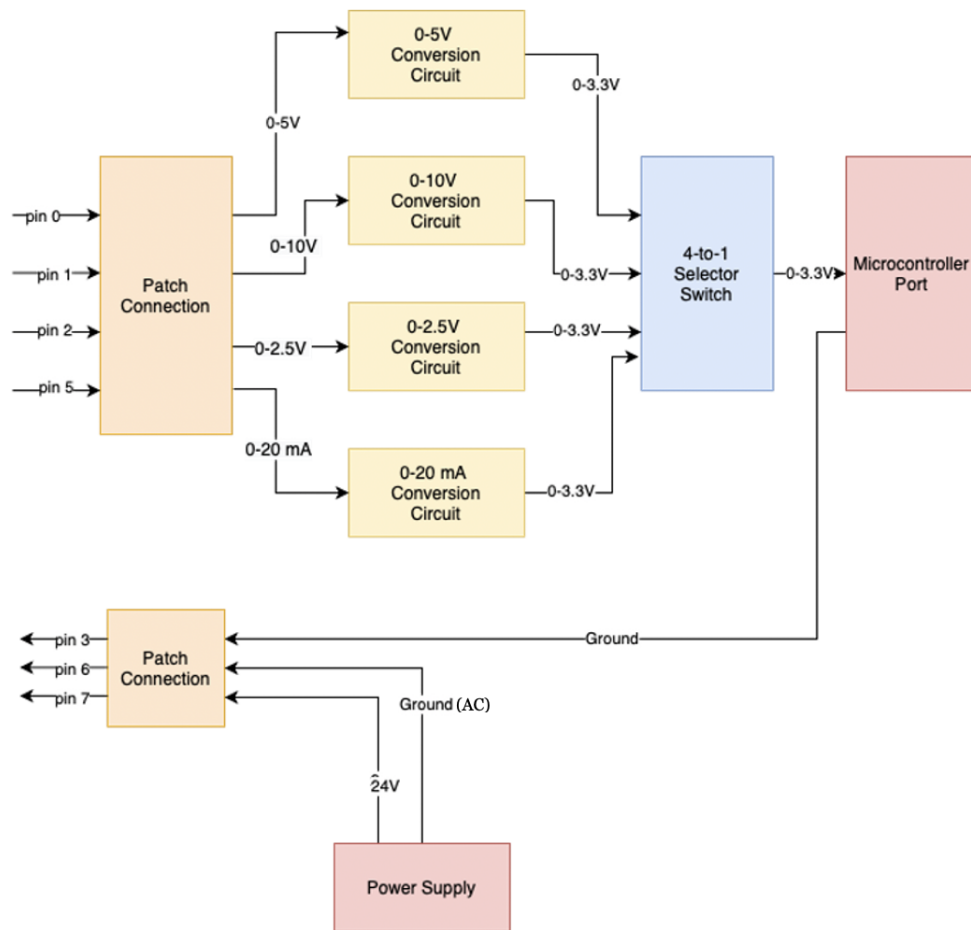 0-5V
Conversion
Circuit
0-3.3V
0-5V
0-10V
Conversion
Circuit
pin 0
0-10V
4-to-1
Selector
Switch
Microcontroller
Port
pin 1
Patch
Connection
0-3.3V
0-3.3V
pin 2
0-2.5V
0-2.5V
Conversion
Circuit
0-3.3V
pin 5
0-20 mA
0-20 mA
Conversion
Circuit
0-3.3V
pin 3
Patch
Connection
Ground
pin 6
pin 7
Ground (AC)
24V
Power Supply